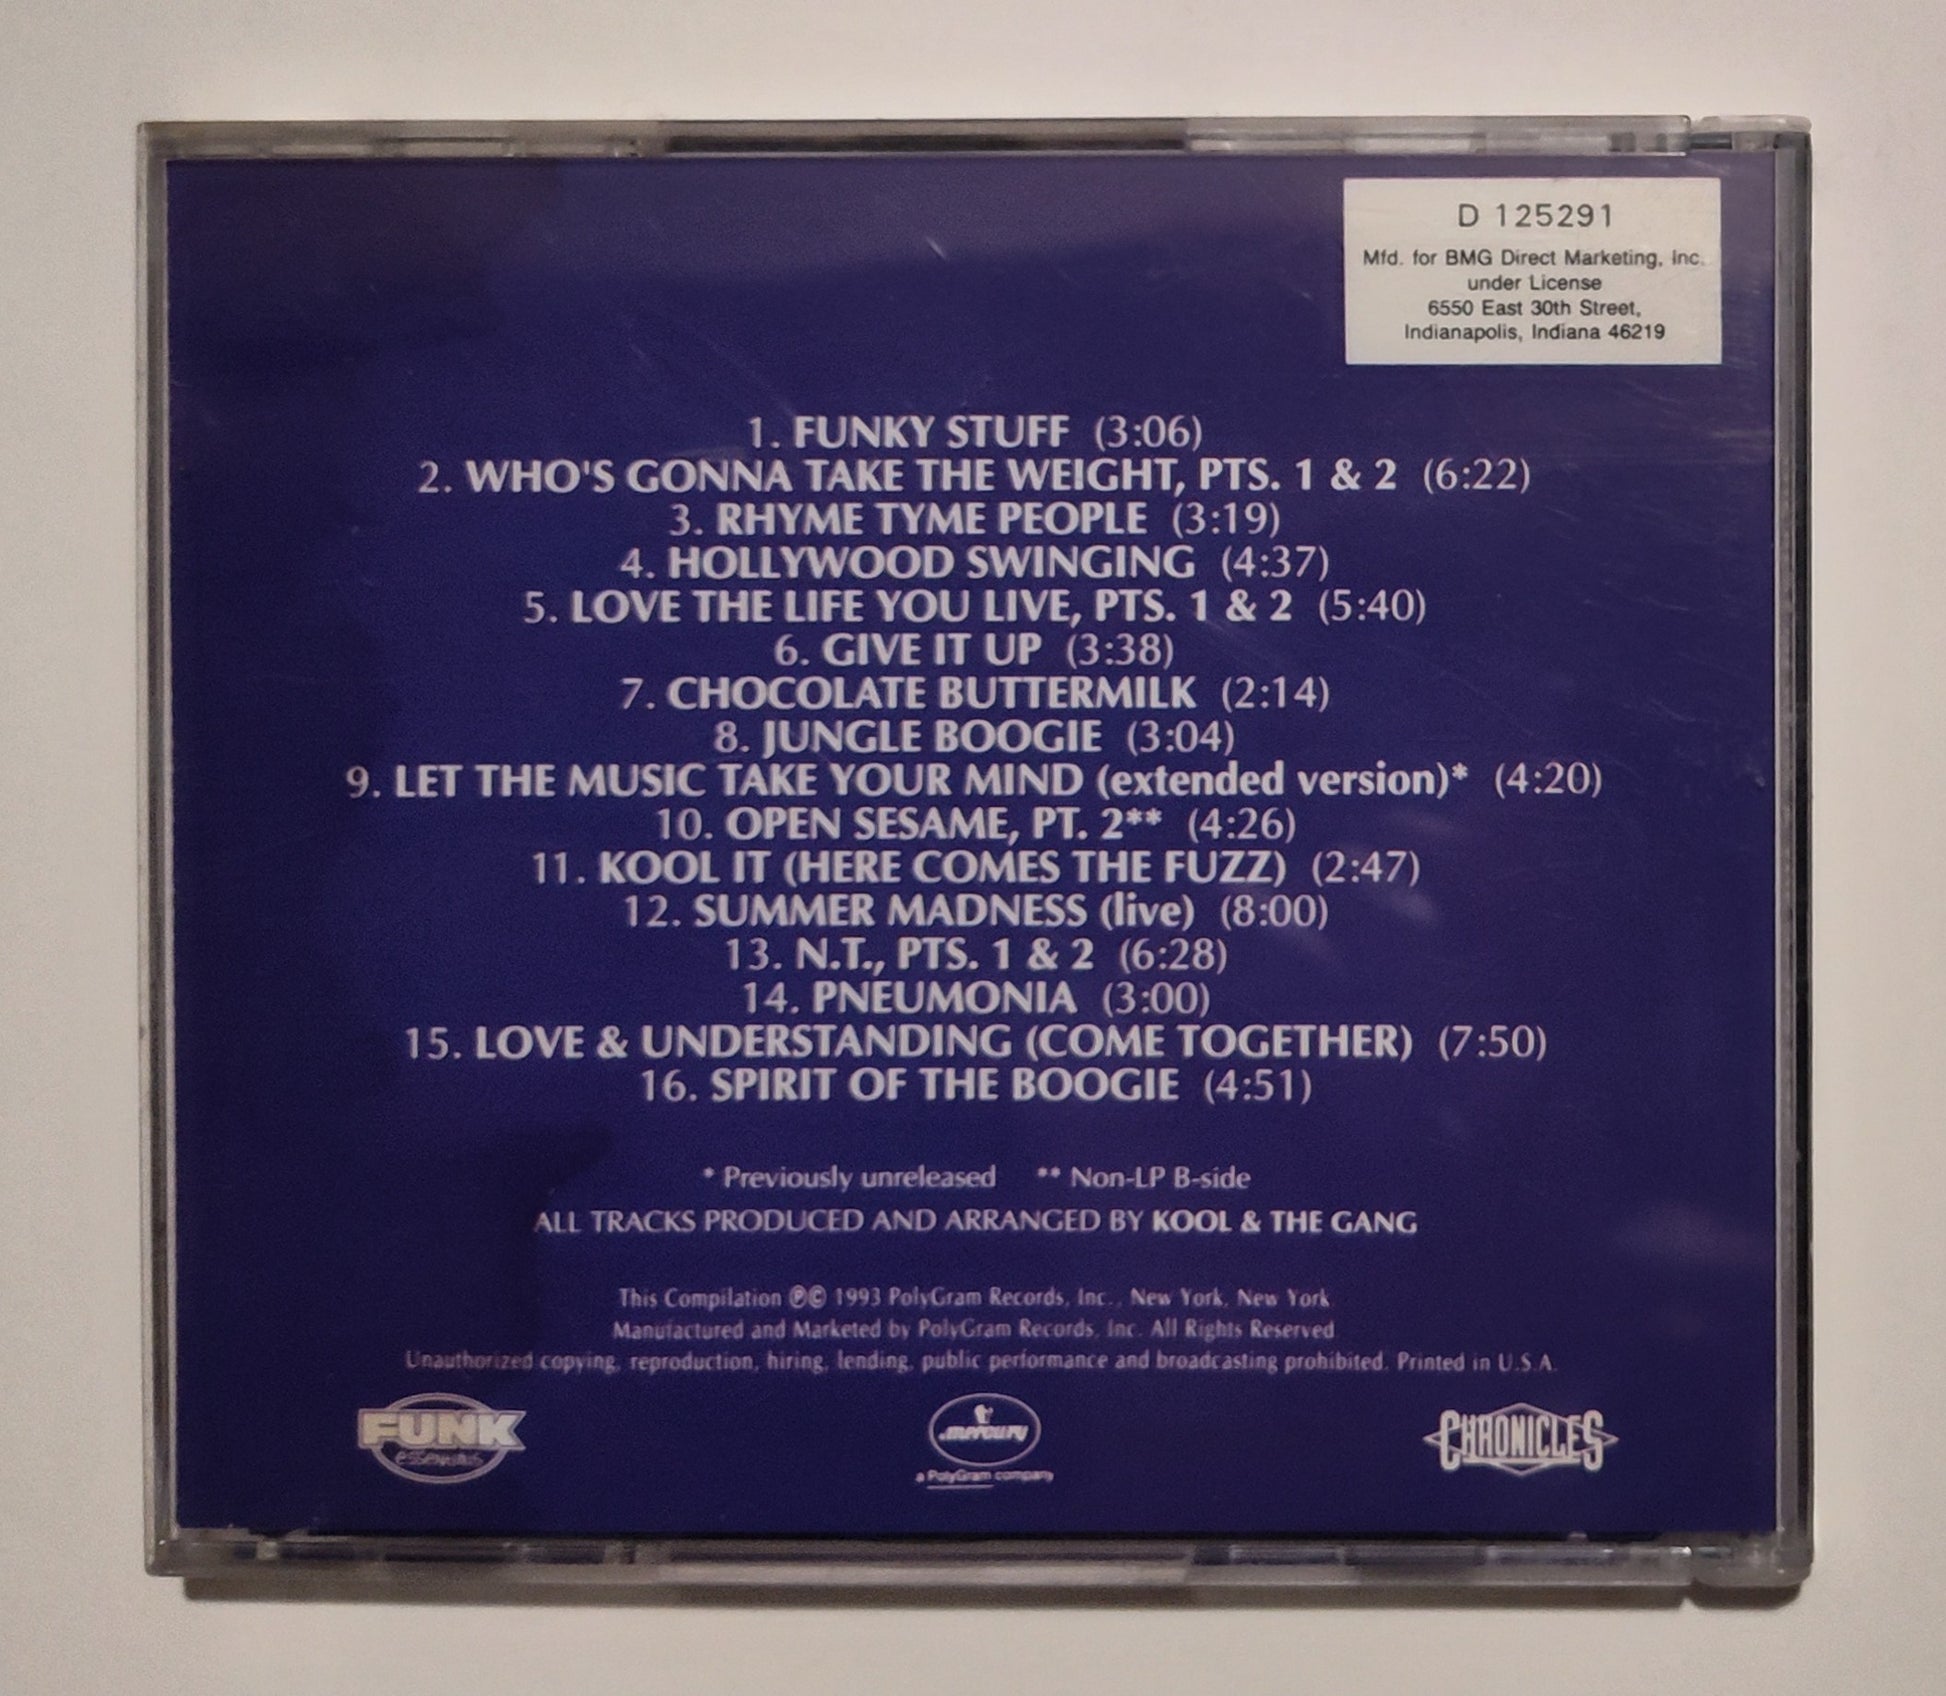 D 125291
Mfd. for BMG Direct Marketing, Inc.
under License
6550 East 30th Street,
Indianapolis, Indiana 46219
1. FUNKY STUFF (3:06)
2. WHO'S GONNA TAKE THE WEIGHT, PTS. 1 & 2 (6:22)
3. RHYME TYME PEOPLE (3:19)
4. HOLLYWOOD SWINGING (4:37)
5. LOVE THE LIFE YOU LIVE, PTS. 1 & 2 (5:40)
6. GIVE IT UP (3:38)
7. CHOCOLATE BUTTERMILK (2:14)
8. JUNGLE BOOGIE (3:04)
9. LET THE MUSIC TAKE YOUR MIND (extended version)* (4:20)
10. OPEN SESAME, PT. 2** (4:26)
11. KOOL IT (HERE COMES THE FUZZ) (2:47)
12. SUMMER MADNESS (live) (8:00)
13. N.T., PTS. 1 & 2 (6:28)
14. PNEUMONIA (3:00)
15. LOVE & UNDERSTANDING (COME TOGETHER) (7:50)
16. SPIRIT OF THE BOOGIE (4:51)
* Previously unreleased ** Non-LP B-side
ALL TRACKS PRODUCED AND ARRANGED BY KOOL & THE GANG
This Compilation ℗© 1993 PolyGram Records, Inc., New York, New York
Manufactured and Marketed by PolyGram Records, Inc. All Rights Reserved
Unauthorized copying, reproduction, hiring, lending, public performance and broadcasting prohibited. Printed in U.S.A.
FUNK
essentials
mercury
a PolyGram company
CHRONICLES